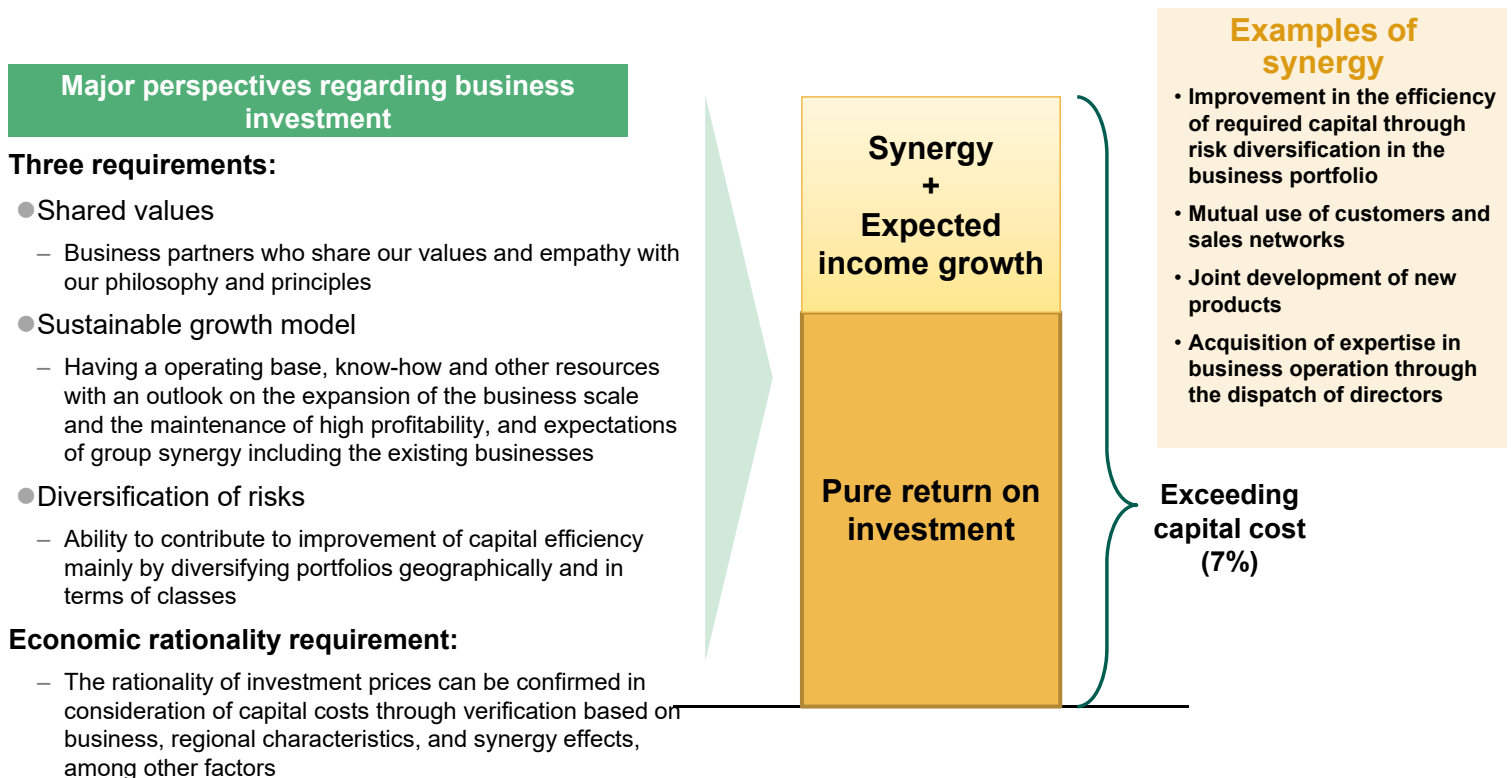 Major perspectives regarding business
investment
Three requirements:
●Shared values
– Business partners who share our values and empathy with
our philosophy and principles
●Sustainable growth model
– Having a operating base, know-how and other resources
with an outlook on the expansion of the business scale
and the maintenance of high profitability, and expectations
of group synergy including the existing businesses
●Diversification of risks
– Ability to contribute to improvement of capital efficiency
mainly by diversifying portfolios geographically and in
terms of classes
Economic rationality requirement:
– The rationality of investment prices can be confirmed in
consideration of capital costs through verification based on
business, regional characteristics, and synergy effects,
among other factors
Synergy
+
Expected
income growth
Pure return on
investment
Exceeding
capital cost
(7%)
Examples of
synergy
• Improvement in the efficiency
of required capital through
risk diversification in the
business portfolio
• Mutual use of customers and
sales networks
• Joint development of new
products
• Acquisition of expertise in
business operation through
the dispatch of directors